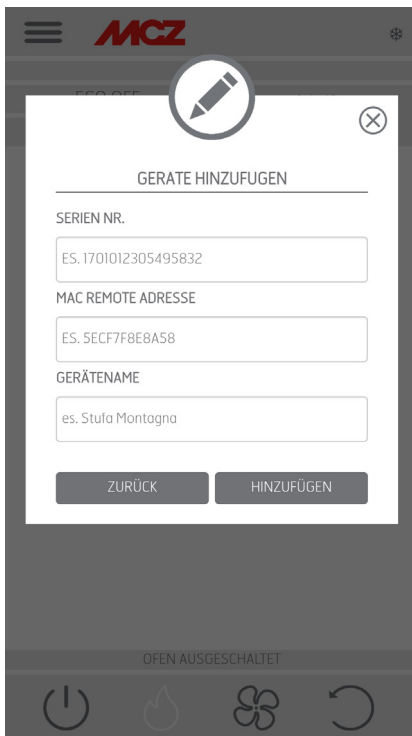 MCZ
GERATE HINZUFUGEN
SERIEN NR.
ES. 1701012305495832
MAC REMOTE ADRESSE
ES. 5ECF7F8E8A58
GERÄTENAME
es. Stufa Montagna
ZURÜCK
HINZUFÜGEN
OFEN AUSGESCHALTET